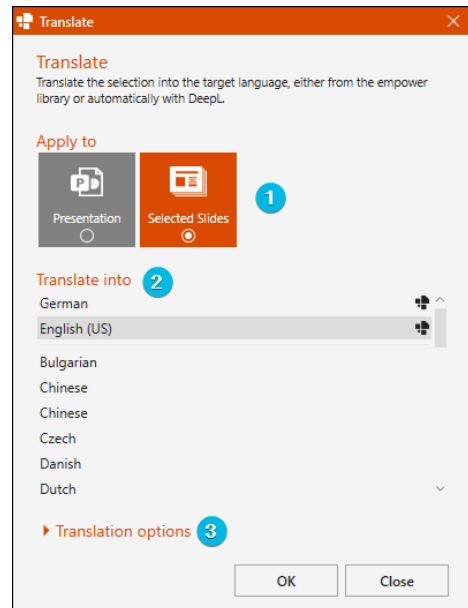 Translate
Translate
Translate the selection into the target language, either from the empower
library or automatically with DeepL.
Apply to
Presentation
Selected Slides
1
Translate into 2
German
English (US)
Bulgarian
Chinese
Chinese
Czech
Danish
Dutch
Translation options 3
OK Close